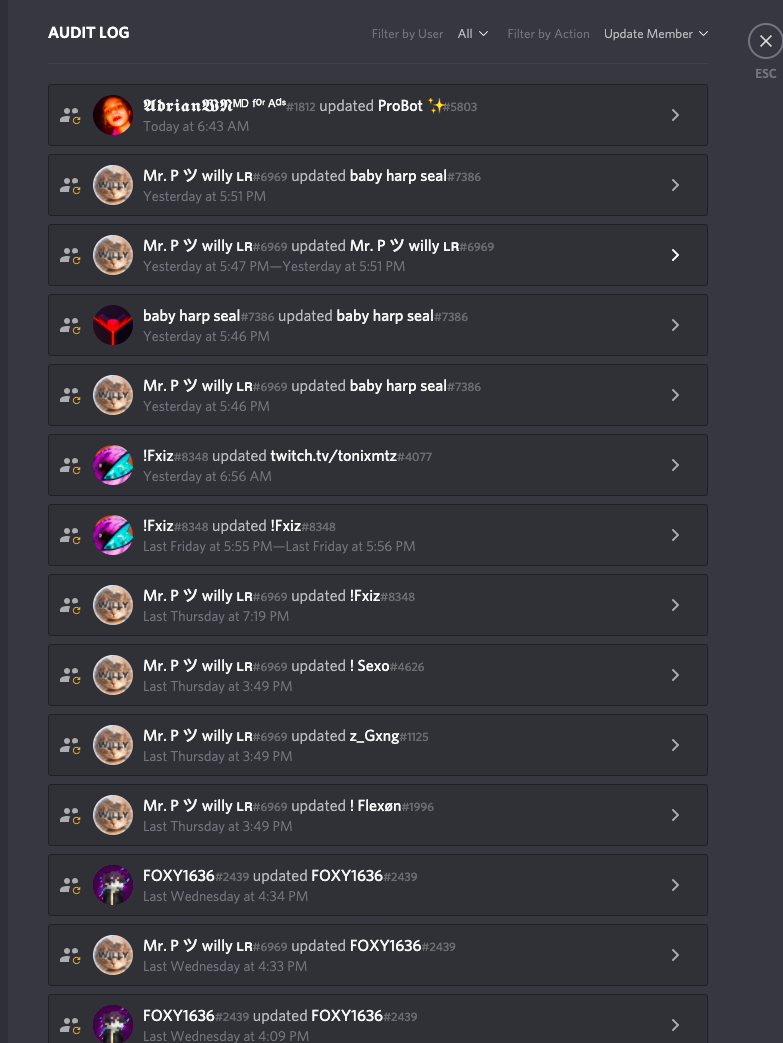 AUDIT LOG
Filter by User All Filter by Action Update Member
ESC
𝕬𝖉𝖗𝖎𝖆𝖓𝖂𝕽ᴹᴰ ᶠᵒʳ ᴬᵈˢ#1812 updated ProBot ✨#5803
Today at 6:43 AM
Mr. P ツ willy ʟʀ#6969 updated baby harp seal#7386
Yesterday at 5:51 PM
Mr. P ツ willy ʟʀ#6969 updated Mr. P ツ willy ʟʀ#6969
Yesterday at 5:47 PM—Yesterday at 5:51 PM
baby harp seal#7386 updated baby harp seal#7386
Yesterday at 5:46 PM
Mr. P ツ willy ʟʀ#6969 updated baby harp seal#7386
Yesterday at 5:46 PM
!Fxiz#8348 updated twitch.tv/tonixmtz#4077
Yesterday at 6:56 AM
!Fxiz#8348 updated !Fxiz#8348
Last Friday at 5:55 PM—Last Friday at 5:56 PM
Mr. P ツ willy ʟʀ#6969 updated !Fxiz#8348
Last Thursday at 7:19 PM
Mr. P ツ willy ʟʀ#6969 updated ! Sexo#4626
Last Thursday at 3:49 PM
Mr. P ツ willy ʟʀ#6969 updated z_Gxng#1125
Last Thursday at 3:49 PM
Mr. P ツ willy ʟʀ#6969 updated ! Flexøn#1996
Last Thursday at 3:49 PM
FOXY1636#2439 updated FOXY1636#2439
Last Wednesday at 4:34 PM
Mr. P ツ willy ʟʀ#6969 updated FOXY1636#2439
Last Wednesday at 4:33 PM
FOXY1636#2439 updated FOXY1636#2439
Last Wednesday at 4:09 PM